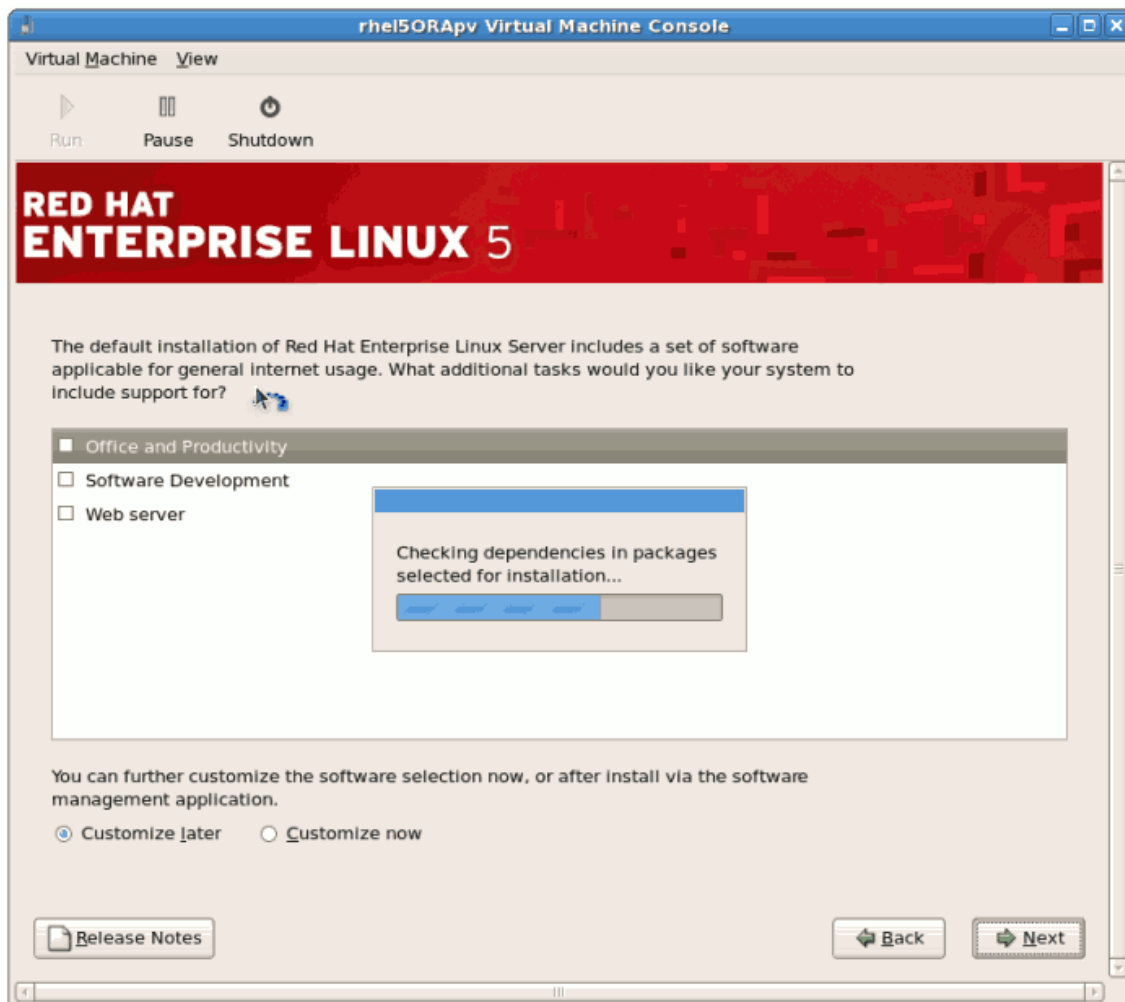 rhel5ORApv Virtual Machine Console
Virtual Machine View
Run Pause Shutdown
RED HAT
ENTERPRISE LINUX 5
The default installation of Red Hat Enterprise Linux Server includes a set of software
applicable for general internet usage. What additional tasks would you like your system to
include support for?
Office and Productivity
Software Development
Web server
Checking dependencies in packages
selected for installation...
You can further customize the software selection now, or after install via the software
management application.
Customize later Customize now
Release Notes Back Next